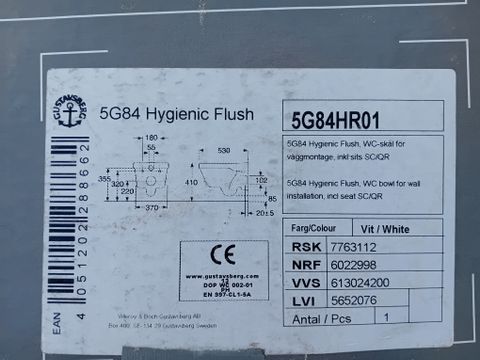 GUSTAVSBERG
5G84 Hygienic Flush
180
55
530
355
320
220
410
102
85
370
20±5
CE
www.gustavsberg.com
13
DOP WC 002-01
PH
EN 997-CL1-6A
Villeroy & Boch Gustavsberg AB
Box 400, SE-134 29 Gustavsberg Sweden
EAN
4051202288662
5G84HR01
5G84 Hygienic Flush, WC-skål för
väggmontage, inkl sits SC/QR
5G84 Hygienic Flush, WC bowl for wall
installation, incl seat SC/QR
Farg/Colour Vit / White
RSK 7763112
NRF 6022998
VVS 613024200
LVI 5652076
Antal / Pcs 1